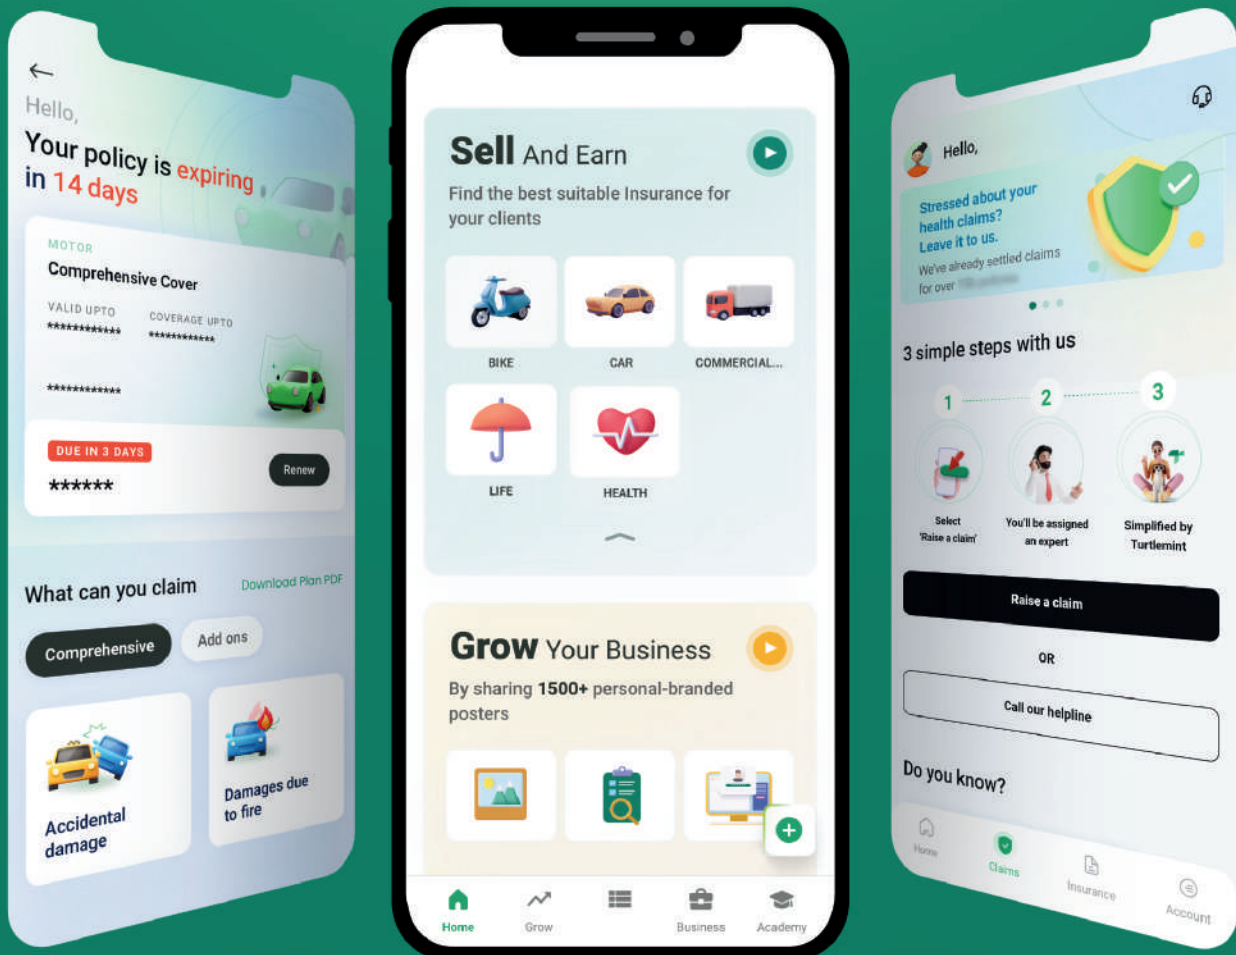 Hello,
Your policy is expiring
in 14 days
MOTOR
Comprehensive Cover
VALID UPTO
COVERAGE UPTO
************
************
************
DUE IN 3 DAYS
******
Renew
What can you claim
Download Plan PDF
Comprehensive
Add ons
Accidental
damage
Damages due
to fire
Sell And Earn
Find the best suitable Insurance for
your clients
BIKE
CAR
COMMERCIAL...
LIFE
HEALTH
Grow Your Business
By sharing 1500+ personal-branded
posters
Home
Grow
Business
Academy
Hello,
Stressed about your
health claims?
Leave it to us.
We've already settled claims
for over
3 simple steps with us
1
2
3
Select
'Raise a claim'
You'll be assigned
an expert
Simplified by
Turtlemint
Raise a claim
OR
Call our helpline
Do you know?
Home
Claims
Insurance
Account